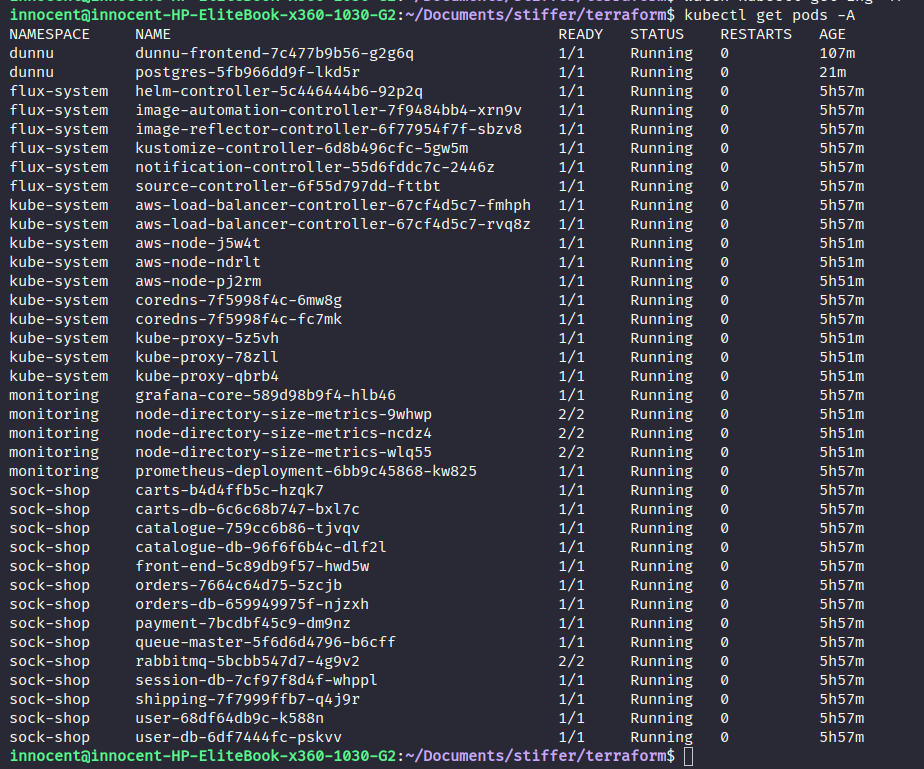 innocent@innocent-HP-EliteBook-x360-1030-G2:~/Documents/stiffer/terraform$ kubectl get pods -A
NAMESPACE NAME READY STATUS RESTARTS AGE
dunnu dunnu-frontend-7c477b9b56-g2g6q 1/1 Running 0 107m
dunnu postgres-5fb966dd9f-lkd5r 1/1 Running 0 21m
flux-system helm-controller-5c446444b6-92p2q 1/1 Running 0 5h57m
flux-system image-automation-controller-7f9484bb4-xrn9v 1/1 Running 0 5h57m
flux-system image-reflector-controller-6f77954f7f-sbzv8 1/1 Running 0 5h57m
flux-system kustomize-controller-6d8b496cfc-5gw5m 1/1 Running 0 5h57m
flux-system notification-controller-55d6fddc7c-2446z 1/1 Running 0 5h57m
flux-system source-controller-6f55d797dd-fttbt 1/1 Running 0 5h57m
kube-system aws-load-balancer-controller-67cf4d5c7-fmhph 1/1 Running 0 5h57m
kube-system aws-load-balancer-controller-67cf4d5c7-rvq8z 1/1 Running 0 5h57m
kube-system aws-node-j5w4t 1/1 Running 0 5h51m
kube-system aws-node-ndrlt 1/1 Running 0 5h51m
kube-system aws-node-pj2rm 1/1 Running 0 5h51m
kube-system coredns-7f5998f4c-6mw8g 1/1 Running 0 5h57m
kube-system coredns-7f5998f4c-fc7mk 1/1 Running 0 5h57m
kube-system kube-proxy-5z5vh 1/1 Running 0 5h51m
kube-system kube-proxy-78zll 1/1 Running 0 5h51m
kube-system kube-proxy-qbrb4 1/1 Running 0 5h51m
monitoring grafana-core-589d98b9f4-hlb46 1/1 Running 0 5h57m
monitoring node-directory-size-metrics-9whwp 2/2 Running 0 5h51m
monitoring node-directory-size-metrics-ncdz4 2/2 Running 0 5h51m
monitoring node-directory-size-metrics-wlq55 2/2 Running 0 5h51m
monitoring prometheus-deployment-6bb9c45868-kw825 1/1 Running 0 5h57m
sock-shop carts-b4d4ffb5c-hzqk7 1/1 Running 0 5h57m
sock-shop carts-db-6c6c68b747-bxl7c 1/1 Running 0 5h57m
sock-shop catalogue-759cc6b86-tjvqv 1/1 Running 0 5h57m
sock-shop catalogue-db-96f6f6b4c-dlf2l 1/1 Running 0 5h57m
sock-shop front-end-5c89db9f57-hwd5w 1/1 Running 0 5h57m
sock-shop orders-7664c64d75-5zcjb 1/1 Running 0 5h57m
sock-shop orders-db-659949975f-njzxh 1/1 Running 0 5h57m
sock-shop payment-7bcdbf45c9-dm9nz 1/1 Running 0 5h57m
sock-shop queue-master-5f6d6d4796-b6cff 1/1 Running 0 5h57m
sock-shop rabbitmq-5bcbb547d7-4g9v2 2/2 Running 0 5h57m
sock-shop session-db-7cf97f8d4f-whppl 1/1 Running 0 5h57m
sock-shop shipping-7f7999ffb7-q4j9r 1/1 Running 0 5h57m
sock-shop user-68df64db9c-k588n 1/1 Running 0 5h57m
sock-shop user-db-6df7444fc-pskvv 1/1 Running 0 5h57m
innocent@innocent-HP-EliteBook-x360-1030-G2:~/Documents/stiffer/terraform$